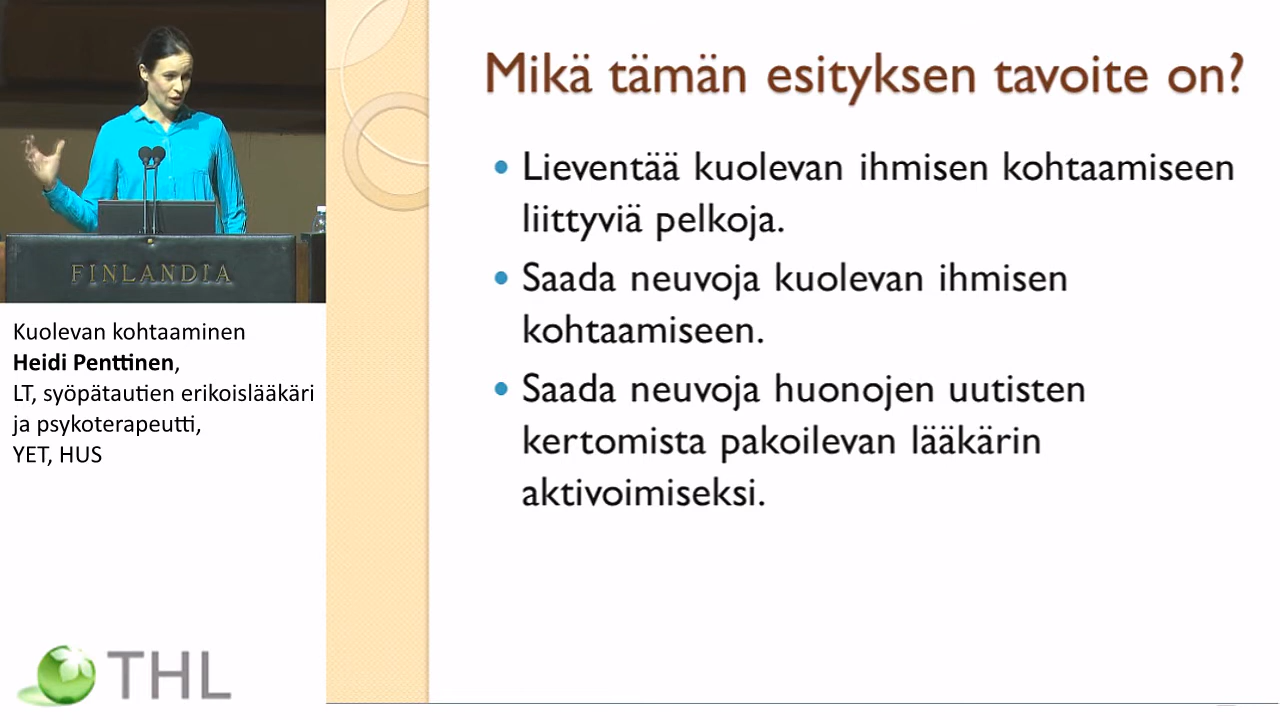 FINLANDIA
Kuolevan kohtaaminen
Heidi Penttinen,
LT, syöpätautien erikoislääkäri
ja psykoterapeutti,
YET, HUS
THL
Mikä tämän esityksen tavoite on?
• Lieventää kuolevan ihmisen kohtaamiseen
liittyviä pelkoja.
• Saada neuvoja kuolevan ihmisen
kohtaamiseen.
• Saada neuvoja huonojen uutisten
kertomista pakoilevan lääkärin
aktivoimiseksi.